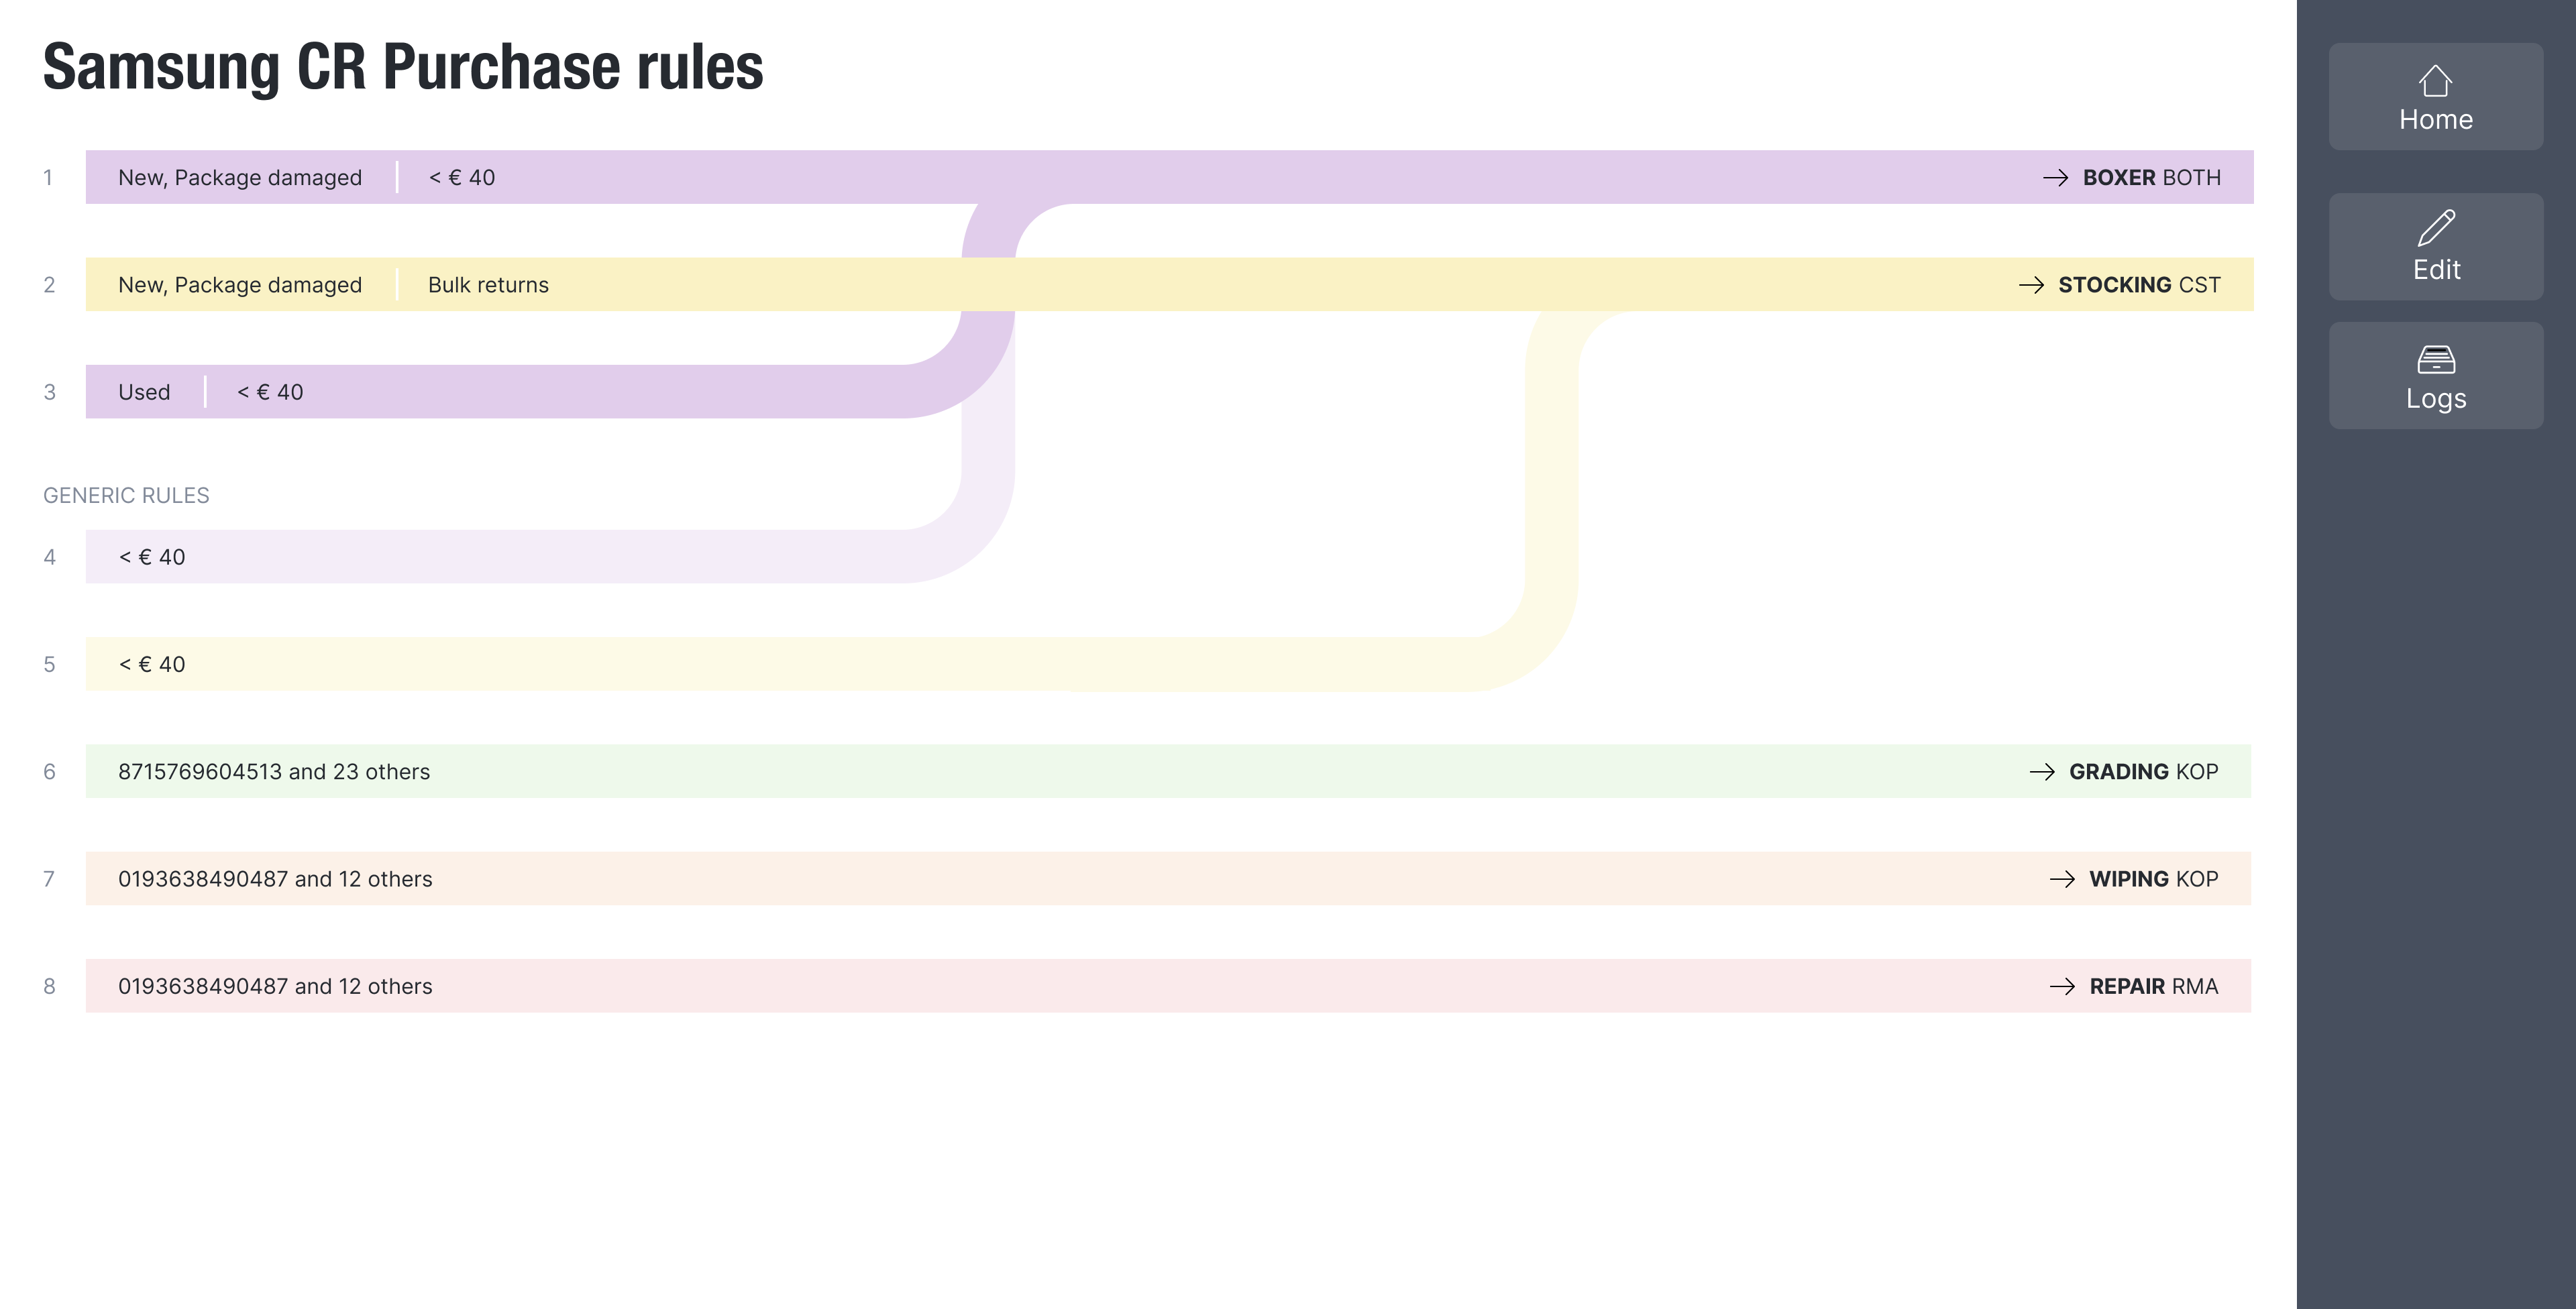 Samsung CR Purchase rules
1 New, Package damaged < € 40 → BOXER BOTH
2 New, Package damaged Bulk returns → STOCKING CST
3 Used < € 40
GENERIC RULES
4 < € 40
5 < € 40
6 8715769604513 and 23 others → GRADING KOP
7 0193638490487 and 12 others → WIPING KOP
8 0193638490487 and 12 others → REPAIR RMA
Home
Edit
Logs